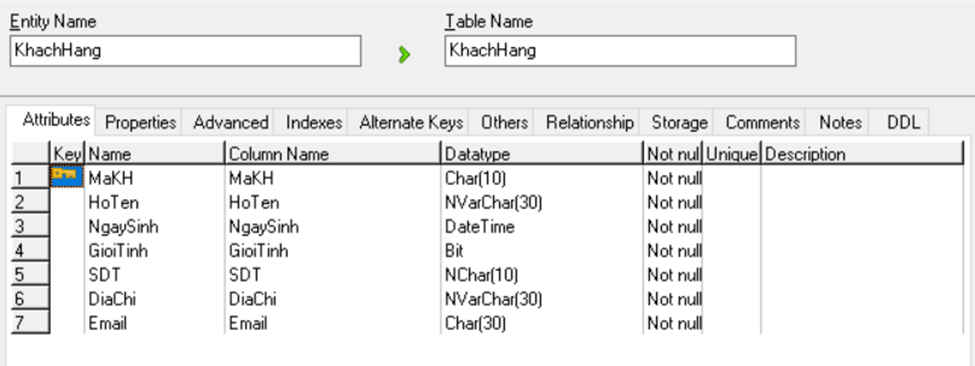 Entity Name Table Name
KhachHang KhachHang
Attributes Properties Advanced Indexes Alternate Keys Others Relationship Storage Comments Notes DDL
Key Name Column Name Datatype Not nul Unique Description
1 MaKH MaKH Char(10) Not null
2 HoTen HoTen NVarChar(30) Not null
3 NgaySinh NgaySinh DateTime Not null
4 GioiTinh GioiTinh Bit Not null
5 SDT SDT NChar(10) Not null
6 DiaChi DiaChi NVarChar(30) Not null
7 Email Email Char(30) Not null